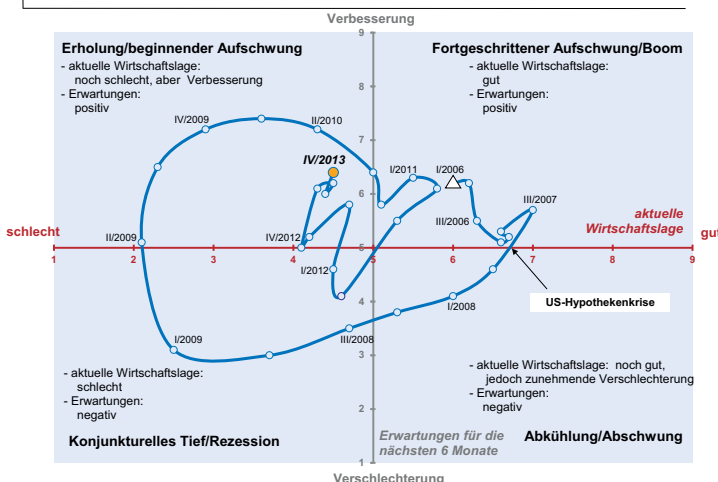 Verbesserung
9
Erholung/beginnender Aufschwung
- aktuelle Wirtschaftslage:
noch schlecht, aber Verbesserung
- Erwartungen:
positiv
Fortgeschrittener Aufschwung/Boom
- aktuelle Wirtschaftslage:
gut
- Erwartungen:
positiv
8
7
6
IV/2009
II/2010
IV/2013
I/2011
I/2006
III/2007
III/2006
aktuelle
Wirtschaftslage
schlecht
gut
II/2009
IV/2012
5
1
2
3
4
5
6
7
8
9
I/2012
US-Hypothekenkrise
4
I/2008
I/2009
III/2008
3
- aktuelle Wirtschaftslage:
schlecht
- Erwartungen:
negativ
- aktuelle Wirtschaftslage: noch gut,
jedoch zunehmende Verschlechterung
- Erwartungen:
negativ
2
Konjunkturelles Tief/Rezession
Erwartungen für die
nächsten 6 Monate
Abkühlung/Abschwung
1
Verschlechterung